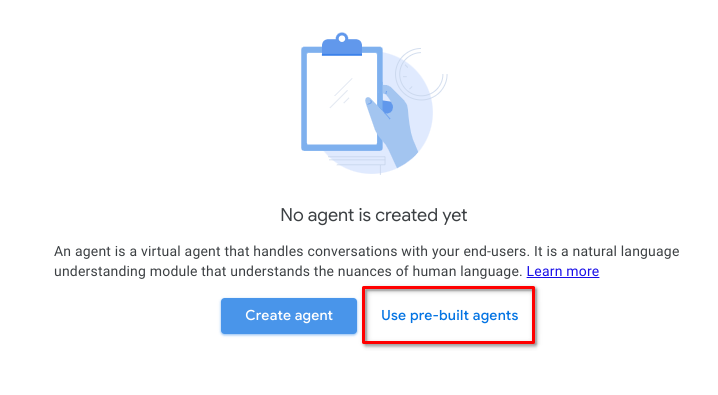 No agent is created yet
An agent is a virtual agent that handles conversations with your end-users. It is a natural language
understanding module that understands the nuances of human language. Learn more
Create agent
Use pre-built agents